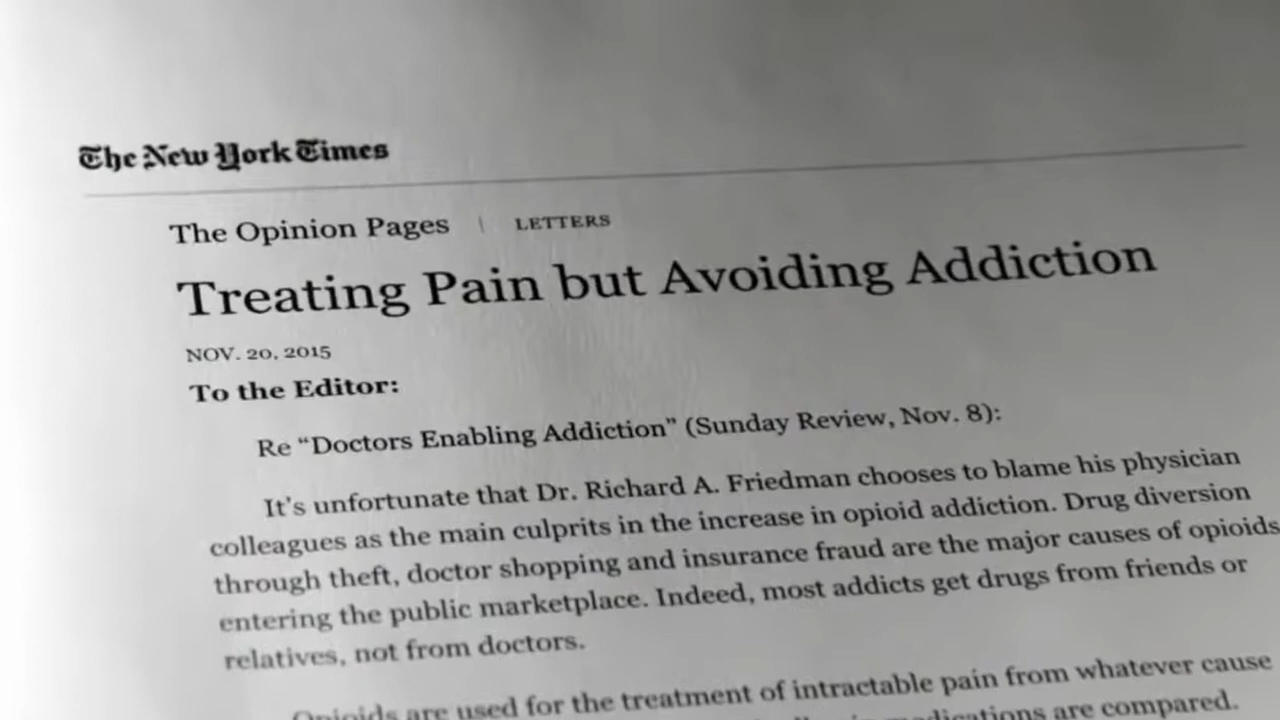 The New York Times
The Opinion Pages | LETTERS
Treating Pain but Avoiding Addiction
NOV. 20, 2015
To the Editor:
Re “Doctors Enabling Addiction” (Sunday Review, Nov. 8):
It’s unfortunate that Dr. Richard A. Friedman chooses to blame his physician
colleagues as the main culprits in the increase in opioid addiction. Drug diversion
through theft, doctor shopping and insurance fraud are the major causes of opioids
entering the public marketplace. Indeed, most addicts get drugs from friends or
relatives, not from doctors.
Opioids are used for the treatment of intractable pain from whatever cause
medications are compared.